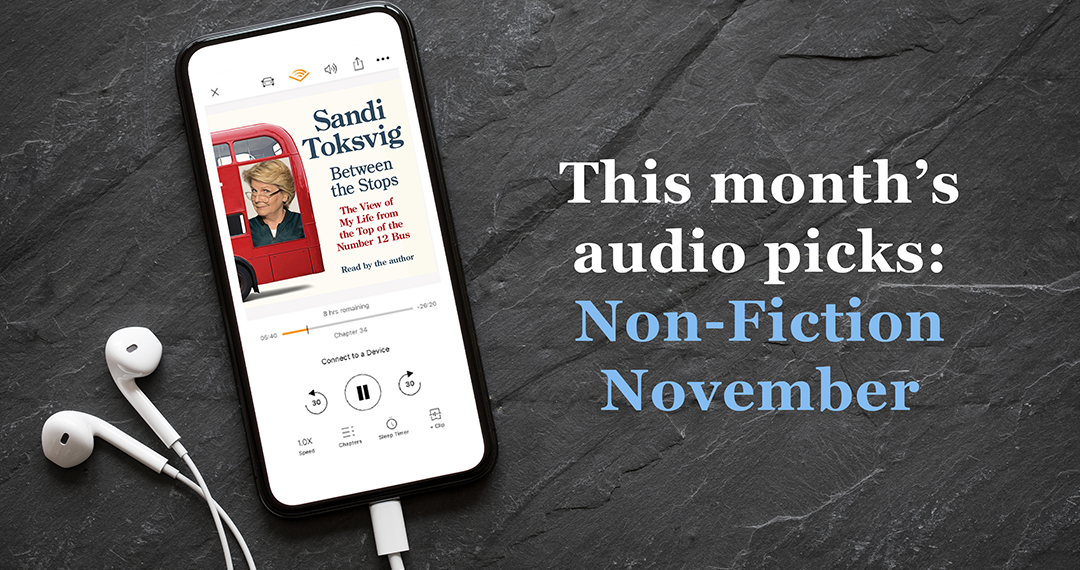 Sandi
Toksvig
Between
the Stops
The View of
My Life from
the Top of the
Number 12 Bus
Read by the author
8 hrs remaining
05:40
-26:20
Chapter 34
Connect to a Device
30
30
1.0X
Speed
Chapters
Sleep Timer
+ Clip
This month’s
audio picks:
Non-Fiction
November